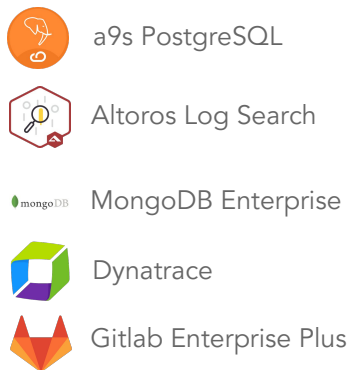 a9s PostgreSQL
Altoros Log Search
mongoDB MongoDB Enterprise
Dynatrace
Gitlab Enterprise Plus